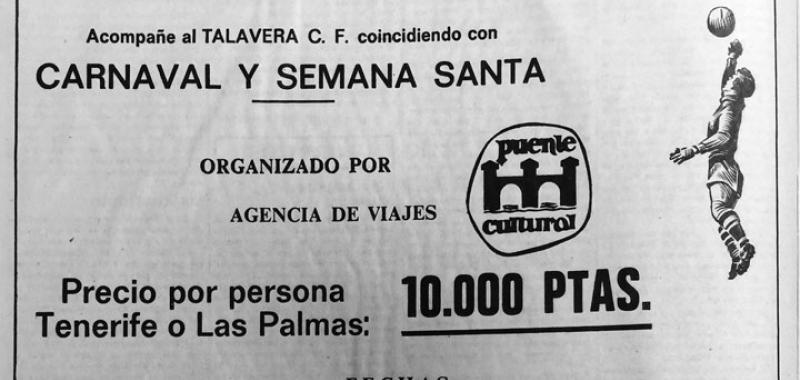 Acompañe al TALAVERA C. F. coincidiendo con
CARNAVAL Y SEMANA SANTA
ORGANIZADO POR
AGENCIA DE VIAJES
puente
cultural
Precio por persona
Tenerife o Las Palmas:
10.000 PTAS.
FECHAS